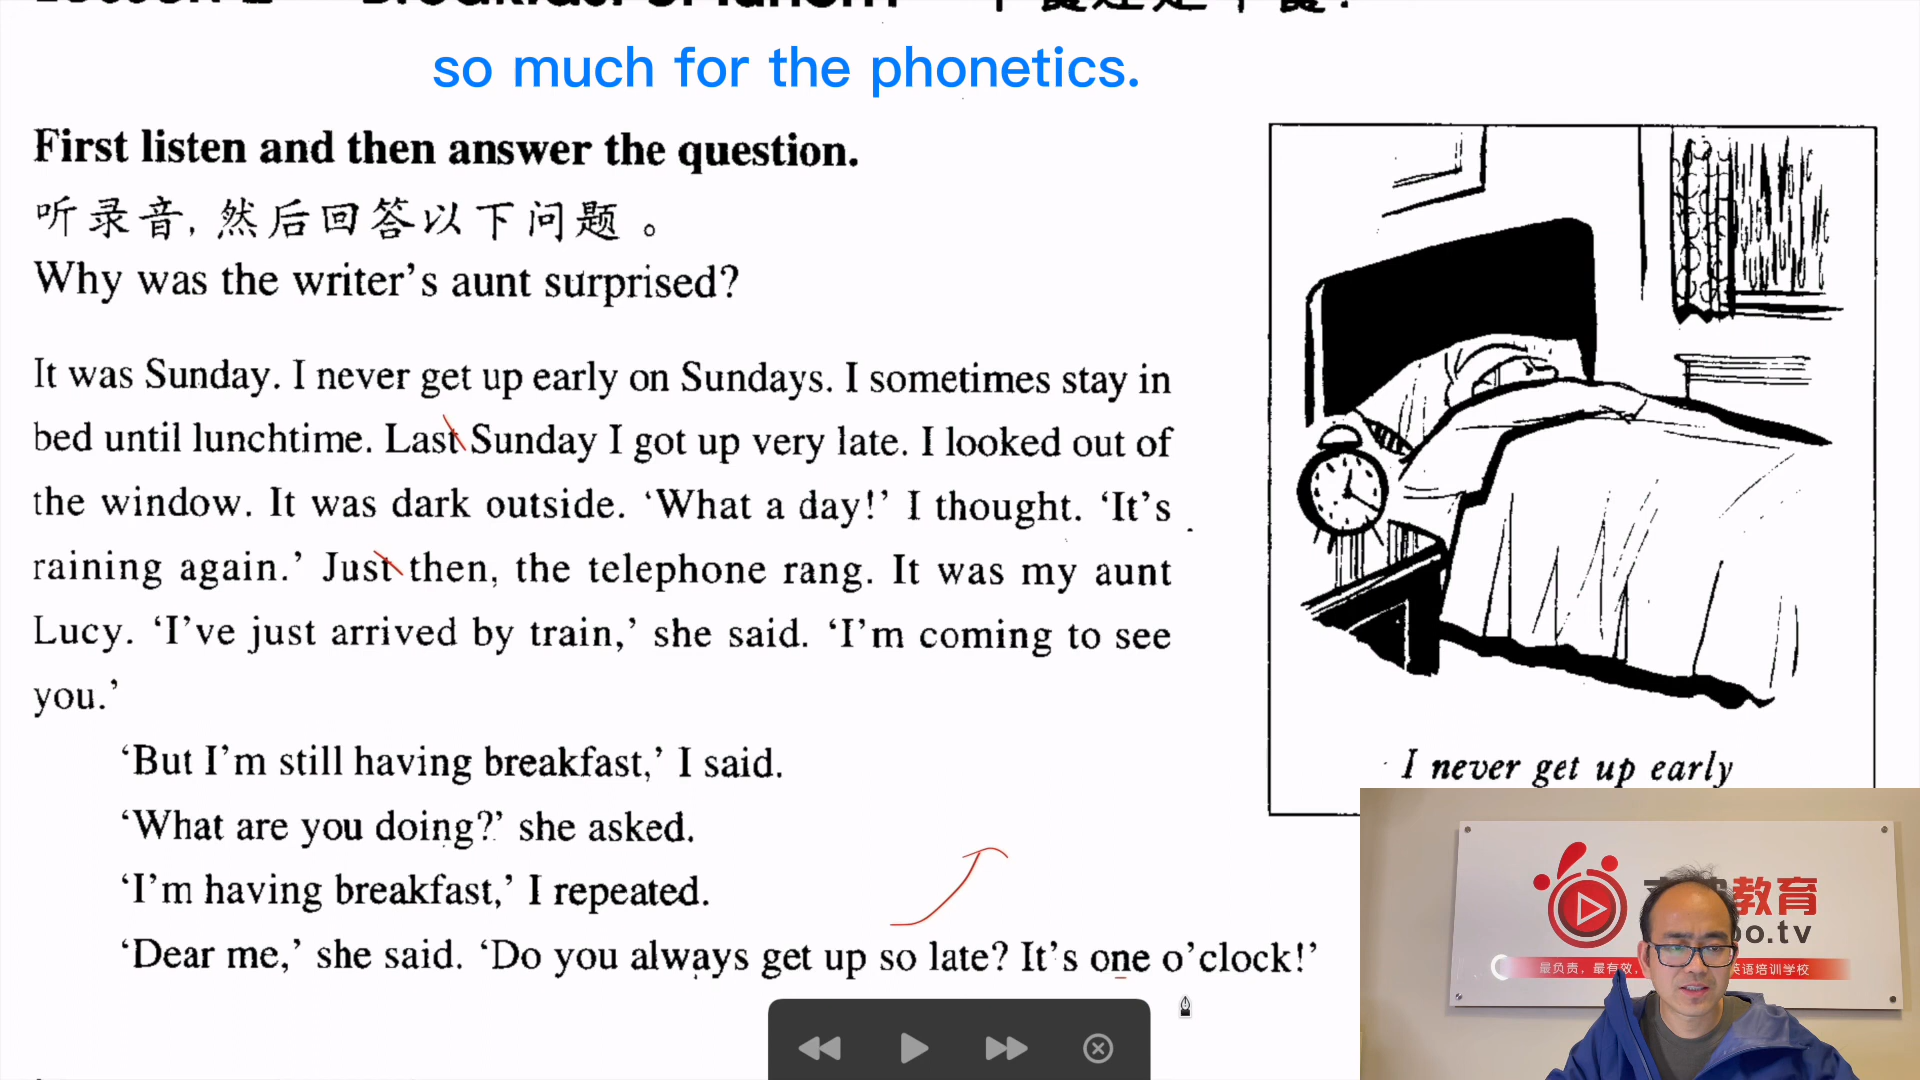 so much for the phonetics.
First listen and then answer the question.
听录音,然后回答以下问题。
Why was the writer's aunt surprised?
It was Sunday. I never get up early on Sundays. I sometimes stay in
bed until lunchtime. Last Sunday I got up very late. I looked out of
the window. It was dark outside. 'What a day!' I thought. 'It's
raining again.' Just then, the telephone rang. It was my aunt
Lucy. 'I've just arrived by train,' she said. 'I'm coming to see
you.'
'But I'm still having breakfast,' I said.
'What are you doing?' she asked.
'I'm having breakfast,' I repeated.
'Dear me,' she said. 'Do you always get up so late? It's one o'clock!'
I never get up early
教育
bo.tv
最负责,最有效,
英语培训学校